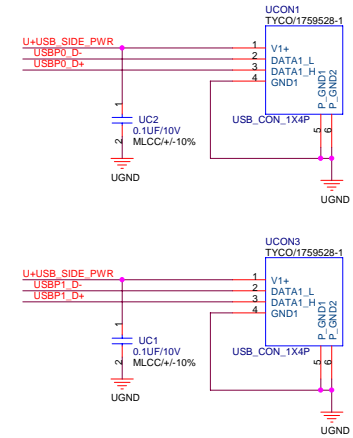 UCON1
TYCO/1759528-1
U+USB_SIDE_PWR
1 V1+
USBP0_D-
2 DATA1_L
USBP0_D+
3 DATA1_H
4 GND1
P_GND1
P_GND2
1
UC2
0.1UF/10V
MLCC/+/-10%
2
USB_CON_1X4P
5
6
UGND
UGND
UCON3
TYCO/1759528-1
U+USB_SIDE_PWR
1 V1+
USBP1_D-
2 DATA1_L
USBP1_D+
3 DATA1_H
4 GND1
P_GND1
P_GND2
1
UC1
0.1UF/10V
MLCC/+/-10%
2
USB_CON_1X4P
5
6
UGND
UGND